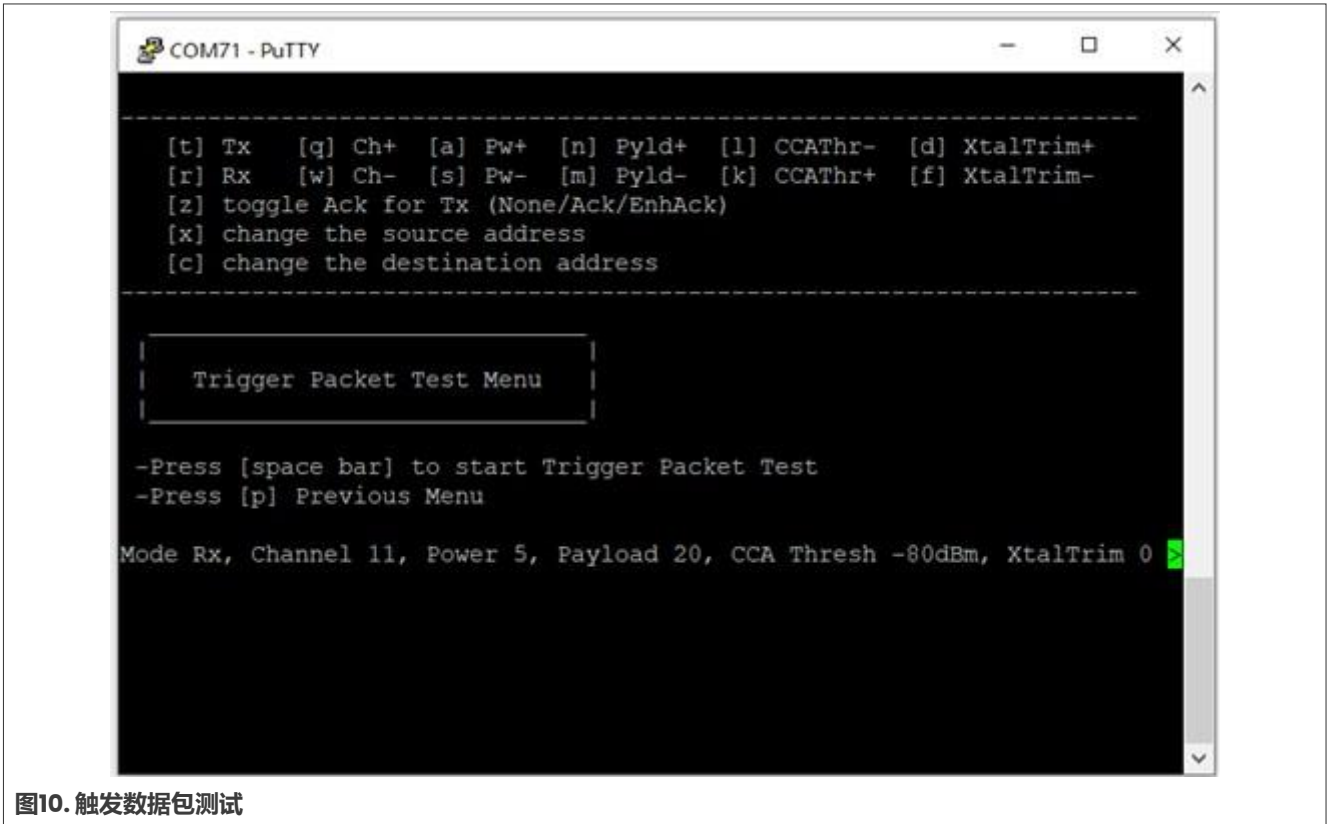 COM71 - PuTTY
[t] Tx [q] Ch+ [a] Pw+ [n] Pyld+ [l] CCAThr- [d] XtalTrim+
[r] Rx [w] Ch- [s] Pw- [m] Pyld- [k] CCAThr+ [f] XtalTrim-
[z] toggle Ack for Tx (None/Ack/EnhAck)
[x] change the source address
[c] change the destination address
Trigger Packet Test Menu
-Press [space bar] to start Trigger Packet Test
-Press [p] Previous Menu
Mode Rx, Channel 11, Power 5, Payload 20, CCA Thresh -80dBm, XtalTrim 0 >
图10. 触发数据包测试